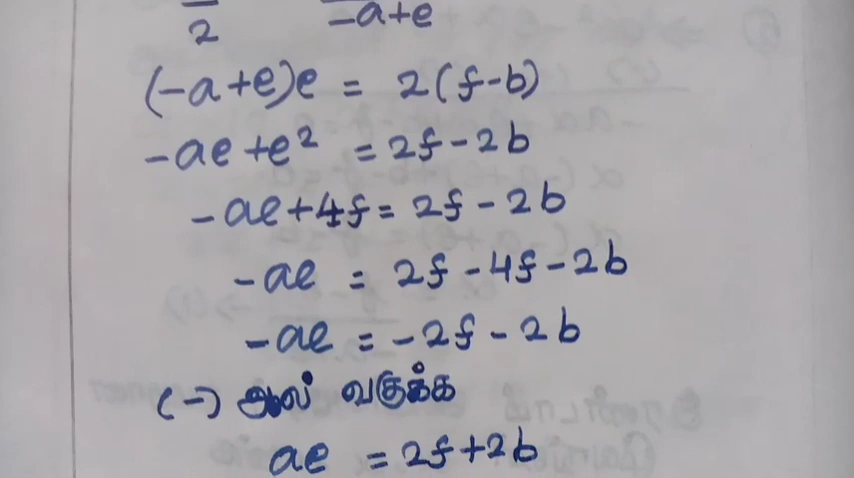 2 -a+e
(-a+e)e = 2(f-b)
-ae+e² = 2f-2b
-ae+4f = 2f-2b
-ae = 2f-4f-2b
-ae = -2f-2b
(-) ஆல் வகுக்க
ae = 2f+2b